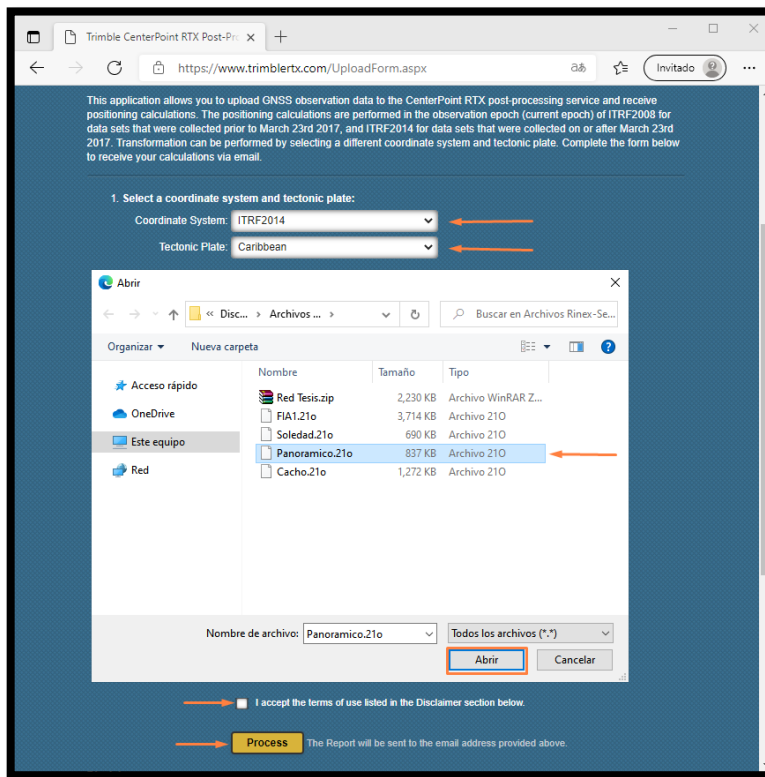 Trimble CenterPoint RTX Post-Pro
https://www.trimblertx.com/UploadForm.aspx
Invitado
This application allows you to upload GNSS observation data to the CenterPoint RTX post-processing service and receive
positioning calculations. The positioning calculations are performed in the observation epoch (current epoch) of ITRF2008 for
data sets that were collected prior to March 23rd 2017, and ITRF2014 for data sets that were collected on or after March 23rd
2017. Transformation can be performed by selecting a different coordinate system and tectonic plate. Complete the form below
to receive your calculations via email.
1. Select a coordinate system and tectonic plate:
Coordinate System: ITRF2014
Tectonic Plate: Caribbean
Abrir
« Disc... › Archivos ... ›
Buscar en Archivos Rinex-Se...
Organizar
Nueva carpeta
Nombre Tamaño Tipo
Acceso rápido
OneDrive
Este equipo
Red
Red Tesis.zip 2,230 KB Archivo WinRAR Z...
FIA1.21o 3,714 KB Archivo 21O
Soledad.21o 690 KB Archivo 21O
Panoramico.21o 837 KB Archivo 21O
Cacho.21o 1,272 KB Archivo 21O
Nombre de archivo: Panoramico.21o
Todos los archivos (*.*)
Abrir
Cancelar
I accept the terms of use listed in the Disclaimer section below.
Process The Report will be sent to the email address provided above.